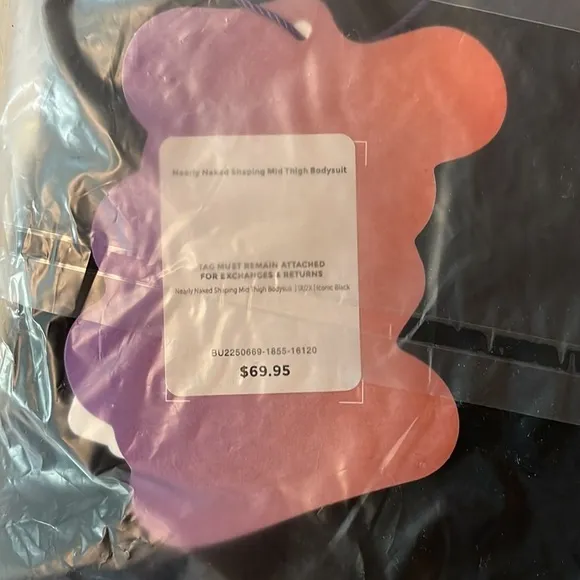 Nearly Naked Shaping Mid Thigh Bodysuit
TAG MUST REMAIN ATTACHED
FOR EXCHANGES & RETURNS
Nearly Naked Shaping Mid Thigh Bodysuit | | Iconic Black
BU2250669-1855-16120
$69.95